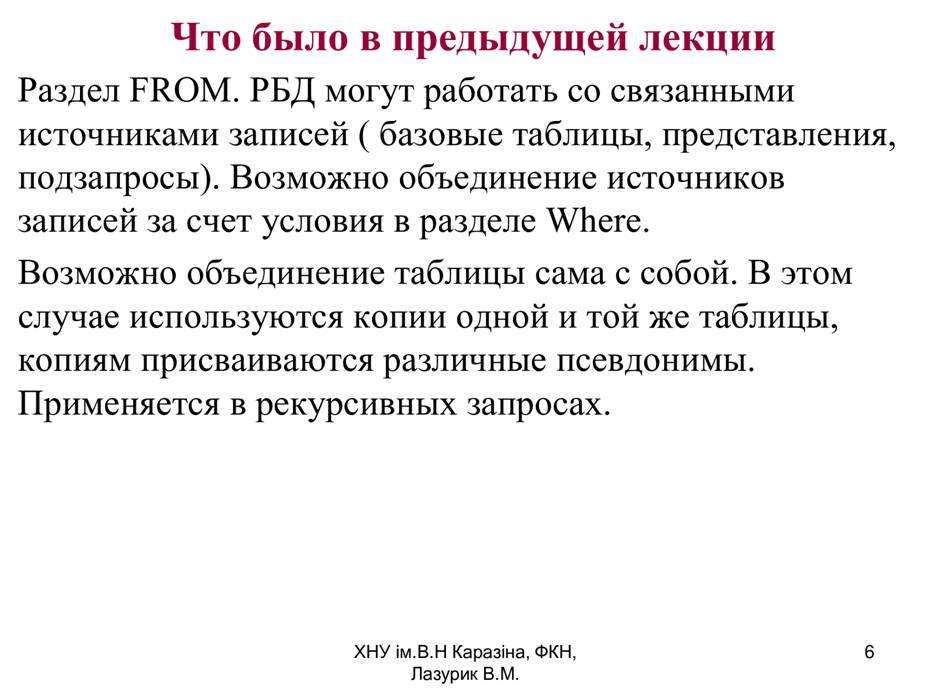 Что было в предыдущей лекции
Раздел FROM. РБД могут работать со связанными
источниками записей ( базовые таблицы, представления,
подзапросы). Возможно объединение источников
записей за счет условия в разделе Where.
Возможно объединение таблицы сама с собой. В этом
случае используются копии одной и той же таблицы,
копиям присваиваются различные псевдонимы.
Применяется в рекурсивных запросах.
ХНУ ім.В.Н Каразіна, ФКН,
Лазурик В.М.
6